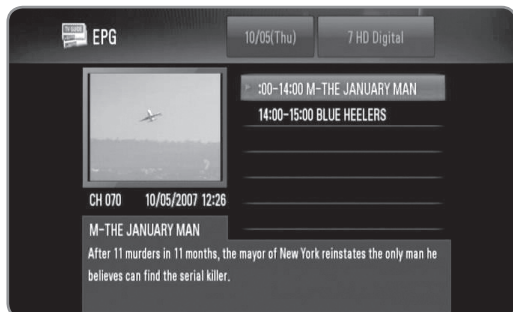 TV GUIDE
EPG
10/05(Thu)
7 HD Digital
:00-14:00 M-THE JANUARY MAN
14:00-15:00 BLUE HEELERS
CH 070 10/05/2007 12:26
M-THE JANUARY MAN
After 11 murders in 11 months, the mayor of New York reinstates the only man he
believes can find the serial killer.